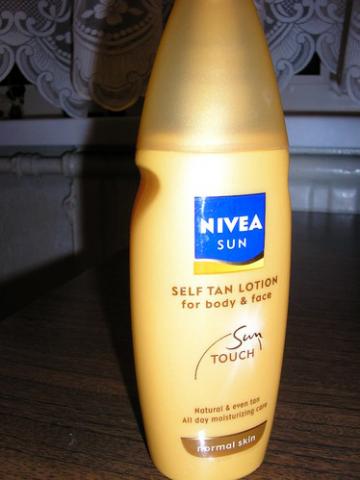 NIVEA
SUN
SELF TAN LOTION
for body & face
Sun
TOUCH
Natural & even tan
All day moisturizing care
normal skin